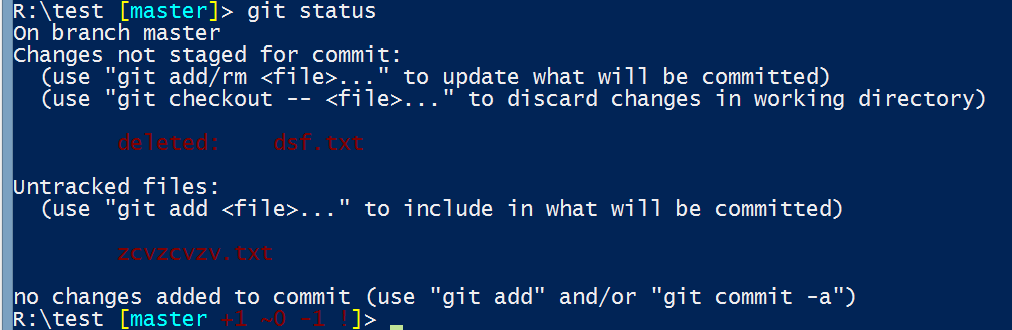 R:\test [master]> git status
On branch master
Changes not staged for commit:
  (use "git add/rm <file>..." to update what will be committed)
  (use "git checkout -- <file>..." to discard changes in working directory)
        deleted:    dsf.txt
Untracked files:
  (use "git add <file>..." to include in what will be committed)
        zcvzcvzv.txt
no changes added to commit (use "git add" and/or "git commit -a")
R:\test [master +1 ~0 -1 !]>